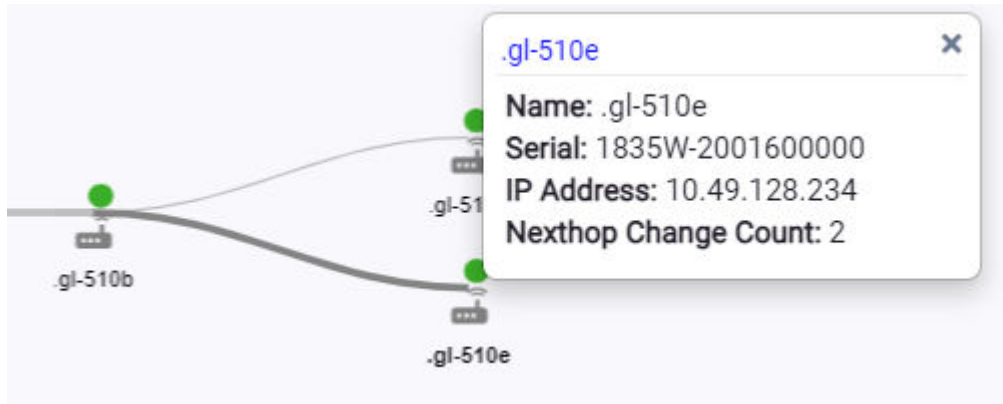 .gl-510e
Name: .gl-510e
Serial: 1835W-2001600000
IP Address: 10.49.128.234
Nexthop Change Count: 2
.gl-51
.gl-510b
.gl-510e